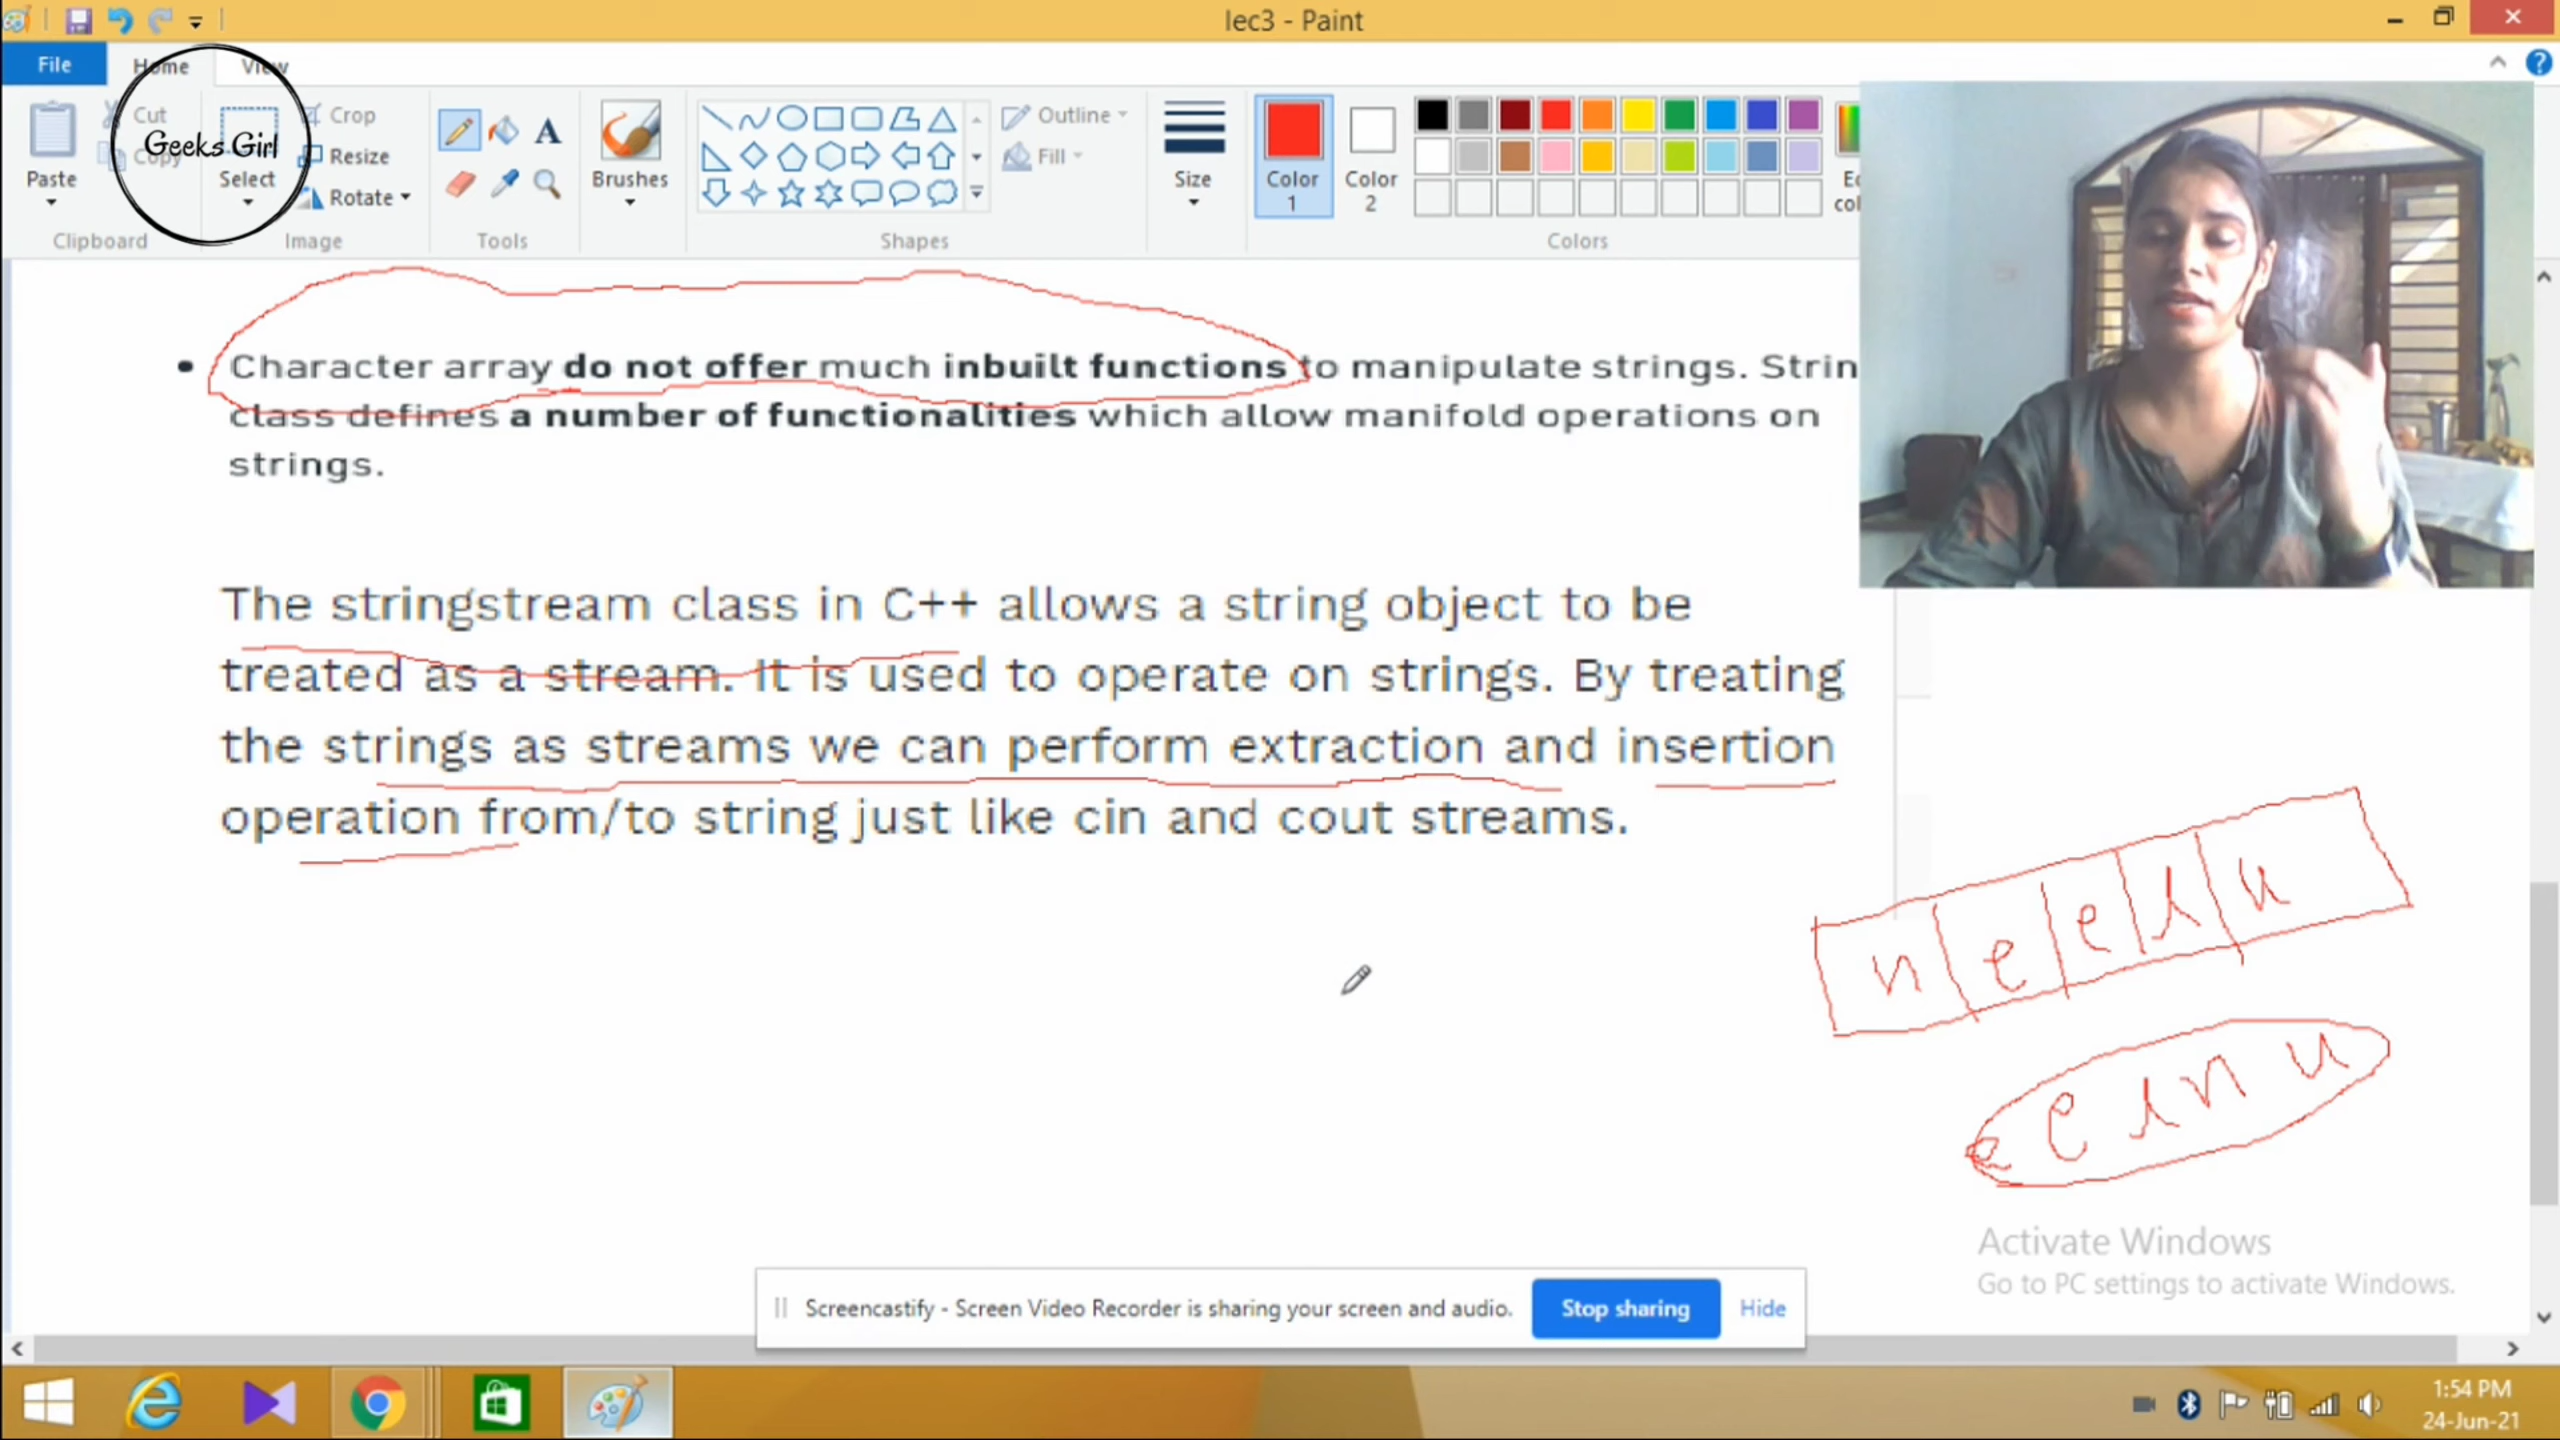 lec3 - Paint
File
Home
View
Cut
Copy
Geeks Girl
Paste
Select
Crop
Resize
Rotate
Brushes
Outline
Fill
Size
Color 1
Color 2
Clipboard
Image
Tools
Shapes
Colors
Character array do not offer much inbuilt functions to manipulate strings. Strin
class defines a number of functionalities which allow manifold operations on
strings.
The stringstream class in C++ allows a string object to be
treated as a stream. It is used to operate on strings. By treating
the strings as streams we can perform extraction and insertion
operation from/to string just like cin and cout streams.
n e e l u
e e l n u
Activate Windows
Go to PC settings to activate Windows.
Screencastify - Screen Video Recorder is sharing your screen and audio.
Stop sharing
Hide
1:54 PM
24-Jun-21